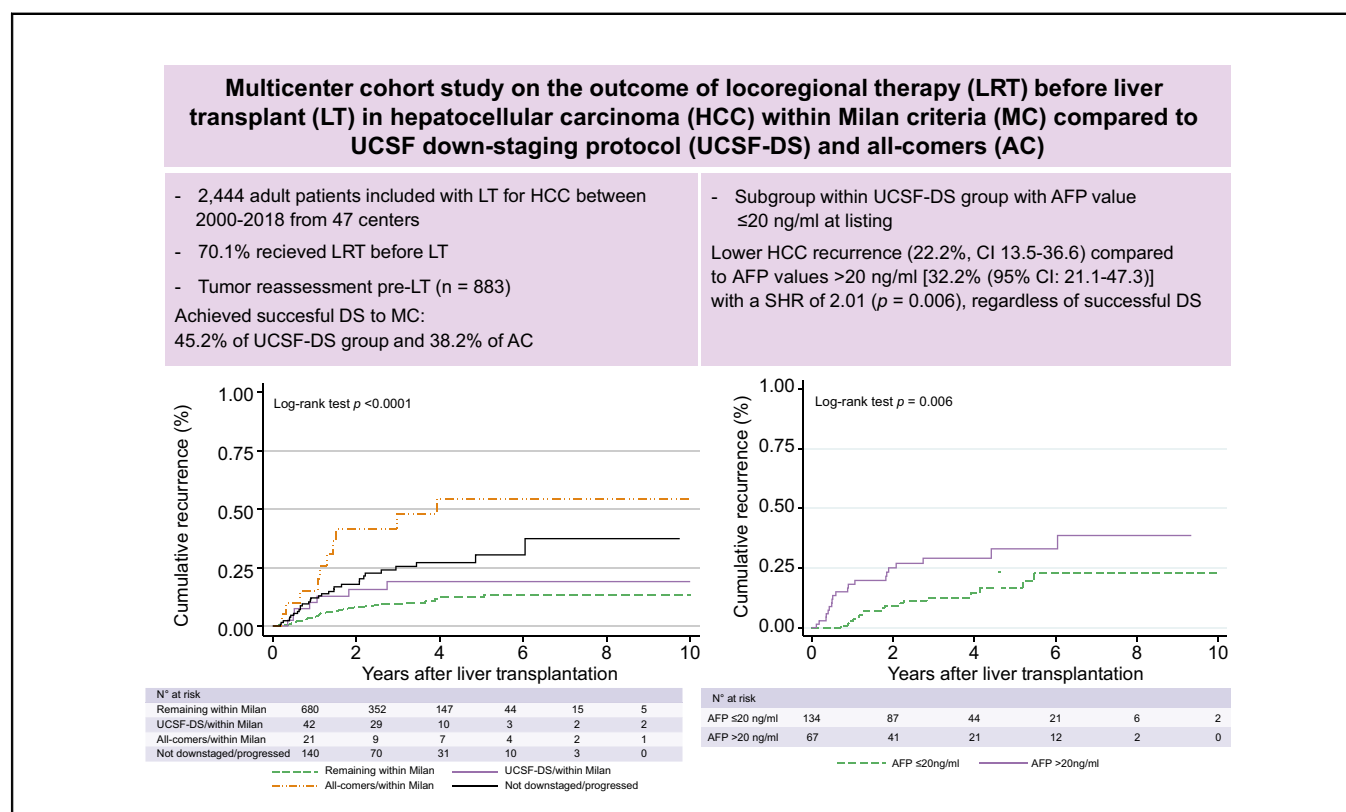 Multicenter cohort study on the outcome of locoregional therapy (LRT) before liver
transplant (LT) in hepatocellular carcinoma (HCC) within Milan criteria (MC) compared to
UCSF down-staging protocol (UCSF-DS) and all-comers (AC)
- 2,444 adult patients included with LT for HCC between
2000-2018 from 47 centers
- 70.1% recieved LRT before LT
- Tumor reassessment pre-LT (n = 883)
Achieved succesful DS to MC:
45.2% of UCSF-DS group and 38.2% of AC
- Subgroup within UCSF-DS group with AFP value
≤20 ng/ml at listing
Lower HCC recurrence (22.2%, CI 13.5-36.6) compared
to AFP values >20 ng/ml [32.2% (95% CI: 21.1-47.3)]
with a SHR of 2.01 (p = 0.006), regardless of successful DS
Cumulative recurrence (%)
1.00
0.75
0.50
0.25
0.00
Log-rank test p <0.0001
0 2 4 6 8 10
Years after liver transplantation
N° at risk
Remaining within Milan 680 352 147 44 15 5
UCSF-DS/within Milan 42 29 10 3 2 2
All-comers/within Milan 21 9 7 4 2 1
Not downstaged/progressed 140 70 31 10 3 0
Remaining within Milan UCSF-DS/within Milan
All-comers/within Milan Not downstaged/progressed
Cumulative recurrence (%)
1.00
0.75
0.50
0.25
0.00
Log-rank test p = 0.006
0 2 4 6 8 10
Years after liver transplantation
N° at risk
AFP ≤20 ng/ml 134 87 44 21 6 2
AFP >20 ng/ml 67 41 21 12 2 0
AFP ≤20ng/ml AFP >20ng/ml